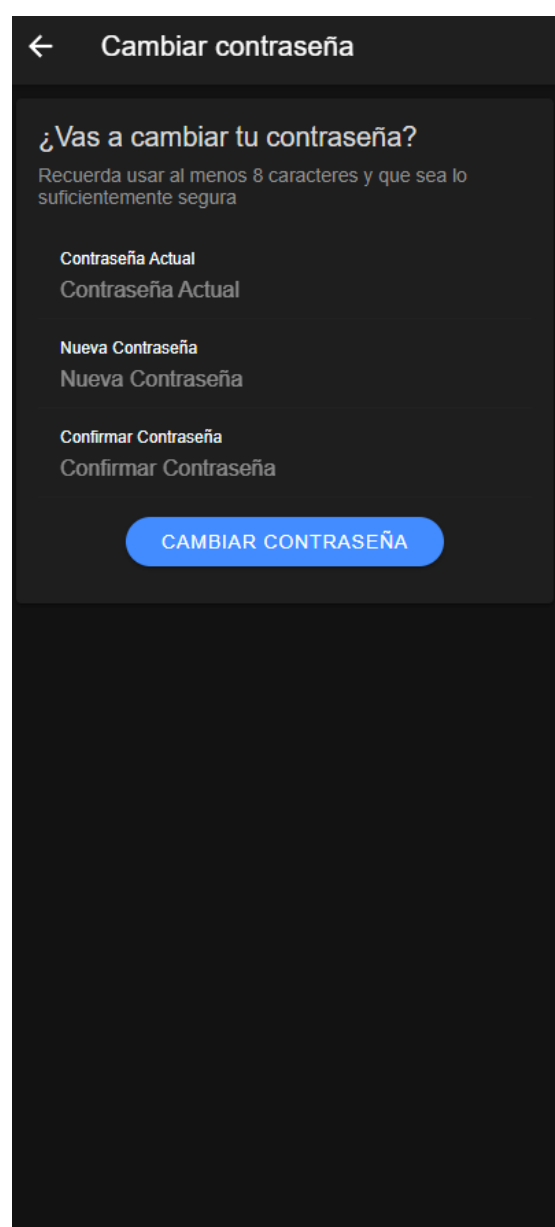 Cambiar contraseña
¿Vas a cambiar tu contraseña?
Recuerda usar al menos 8 caracteres y que sea lo
suficientemente segura
Contraseña Actual
Contraseña Actual
Nueva Contraseña
Nueva Contraseña
Confirmar Contraseña
Confirmar Contraseña
CAMBIAR CONTRASEÑA